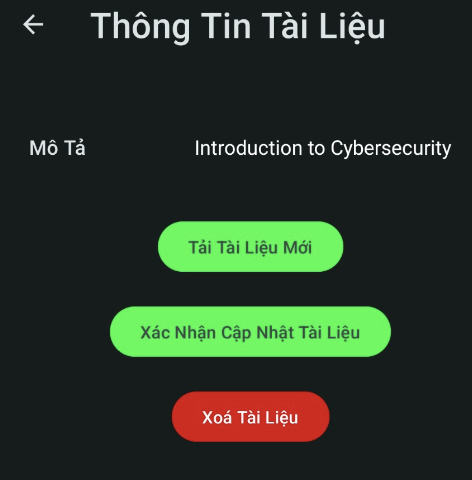 Thông Tin Tài Liệu
Mô Tả Introduction to Cybersecurity
Tải Tài Liệu Mới
Xác Nhận Cập Nhật Tài Liệu
Xoá Tài Liệu